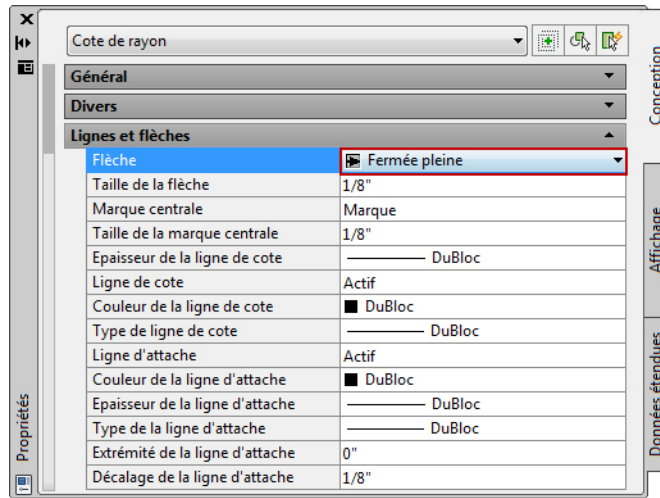 Cote de rayon
Général
Divers
Lignes et flèches
Flèche Fermée pleine
Taille de la flèche 1/8"
Marque centrale Marque
Taille de la marque centrale 1/8"
Epaisseur de la ligne de cote DuBloc
Ligne de cote Actif
Couleur de la ligne de cote DuBloc
Type de ligne de cote DuBloc
Ligne d'attache Actif
Couleur de la ligne d'attache DuBloc
Epaisseur de la ligne d'attache DuBloc
Type de la ligne d'attache DuBloc
Extrémité de la ligne d'attache 0"
Décalage de la ligne d'attache 1/8"
Propriétés
Conception
Affichage
Données étendues